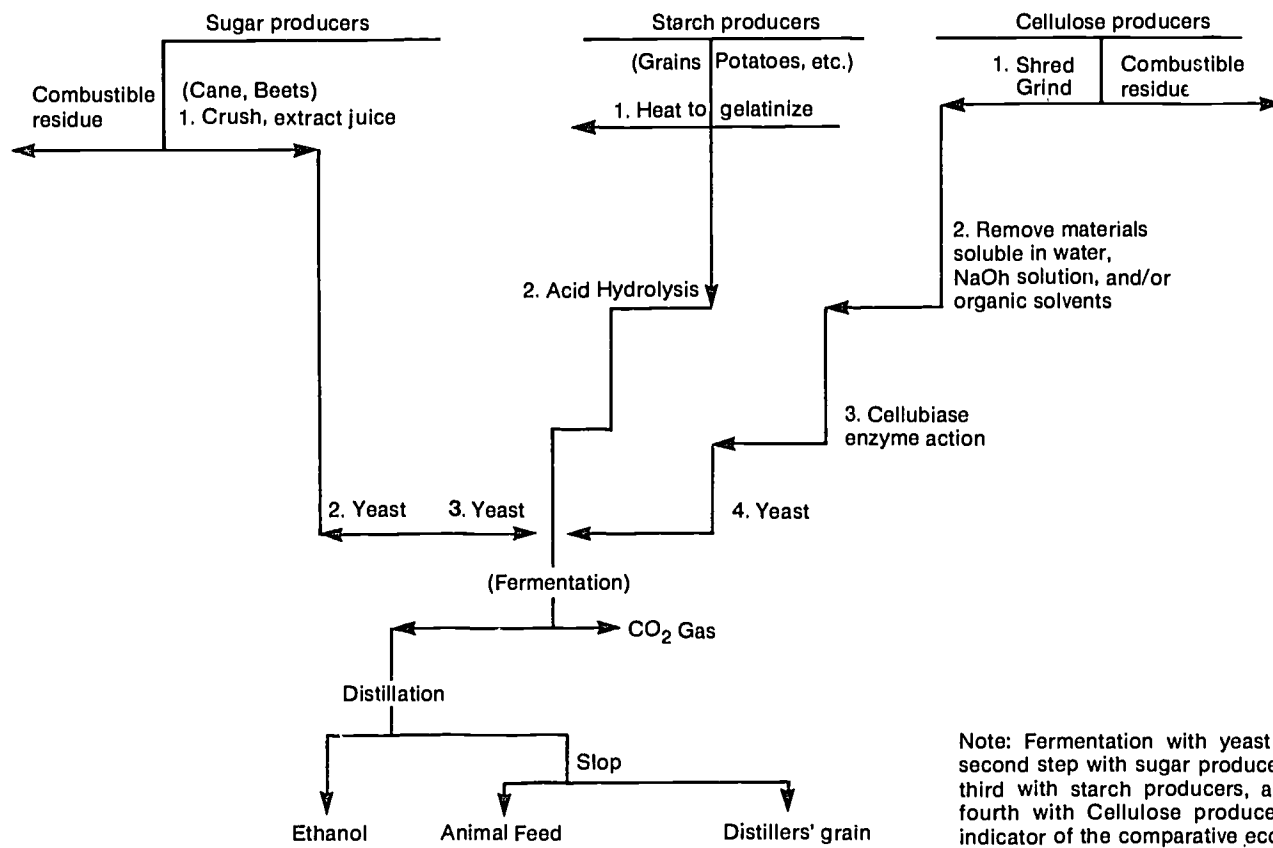 Sugar producers
Starch producers
Cellulose producers
Combustible
residue
(Cane, Beets)
1. Crush, extract juice
(Grains Potatoes, etc.)
1. Heat to gelatinize
1. Shred
Grind
Combustible
residue
2. Acid Hydrolysis
2. Remove materials
soluble in water,
NaOh solution, and/or
organic solvents
3. Cellubiase
enzyme action
2. Yeast
3. Yeast
4. Yeast
(Fermentation)
CO2 Gas
Distillation
Slop
Ethanol
Animal Feed
Distillers' grain
Note: Fermentation with yeast
second step with sugar produce
third with starch producers, a
fourth with Cellulose produce
indicator of the comparative eco